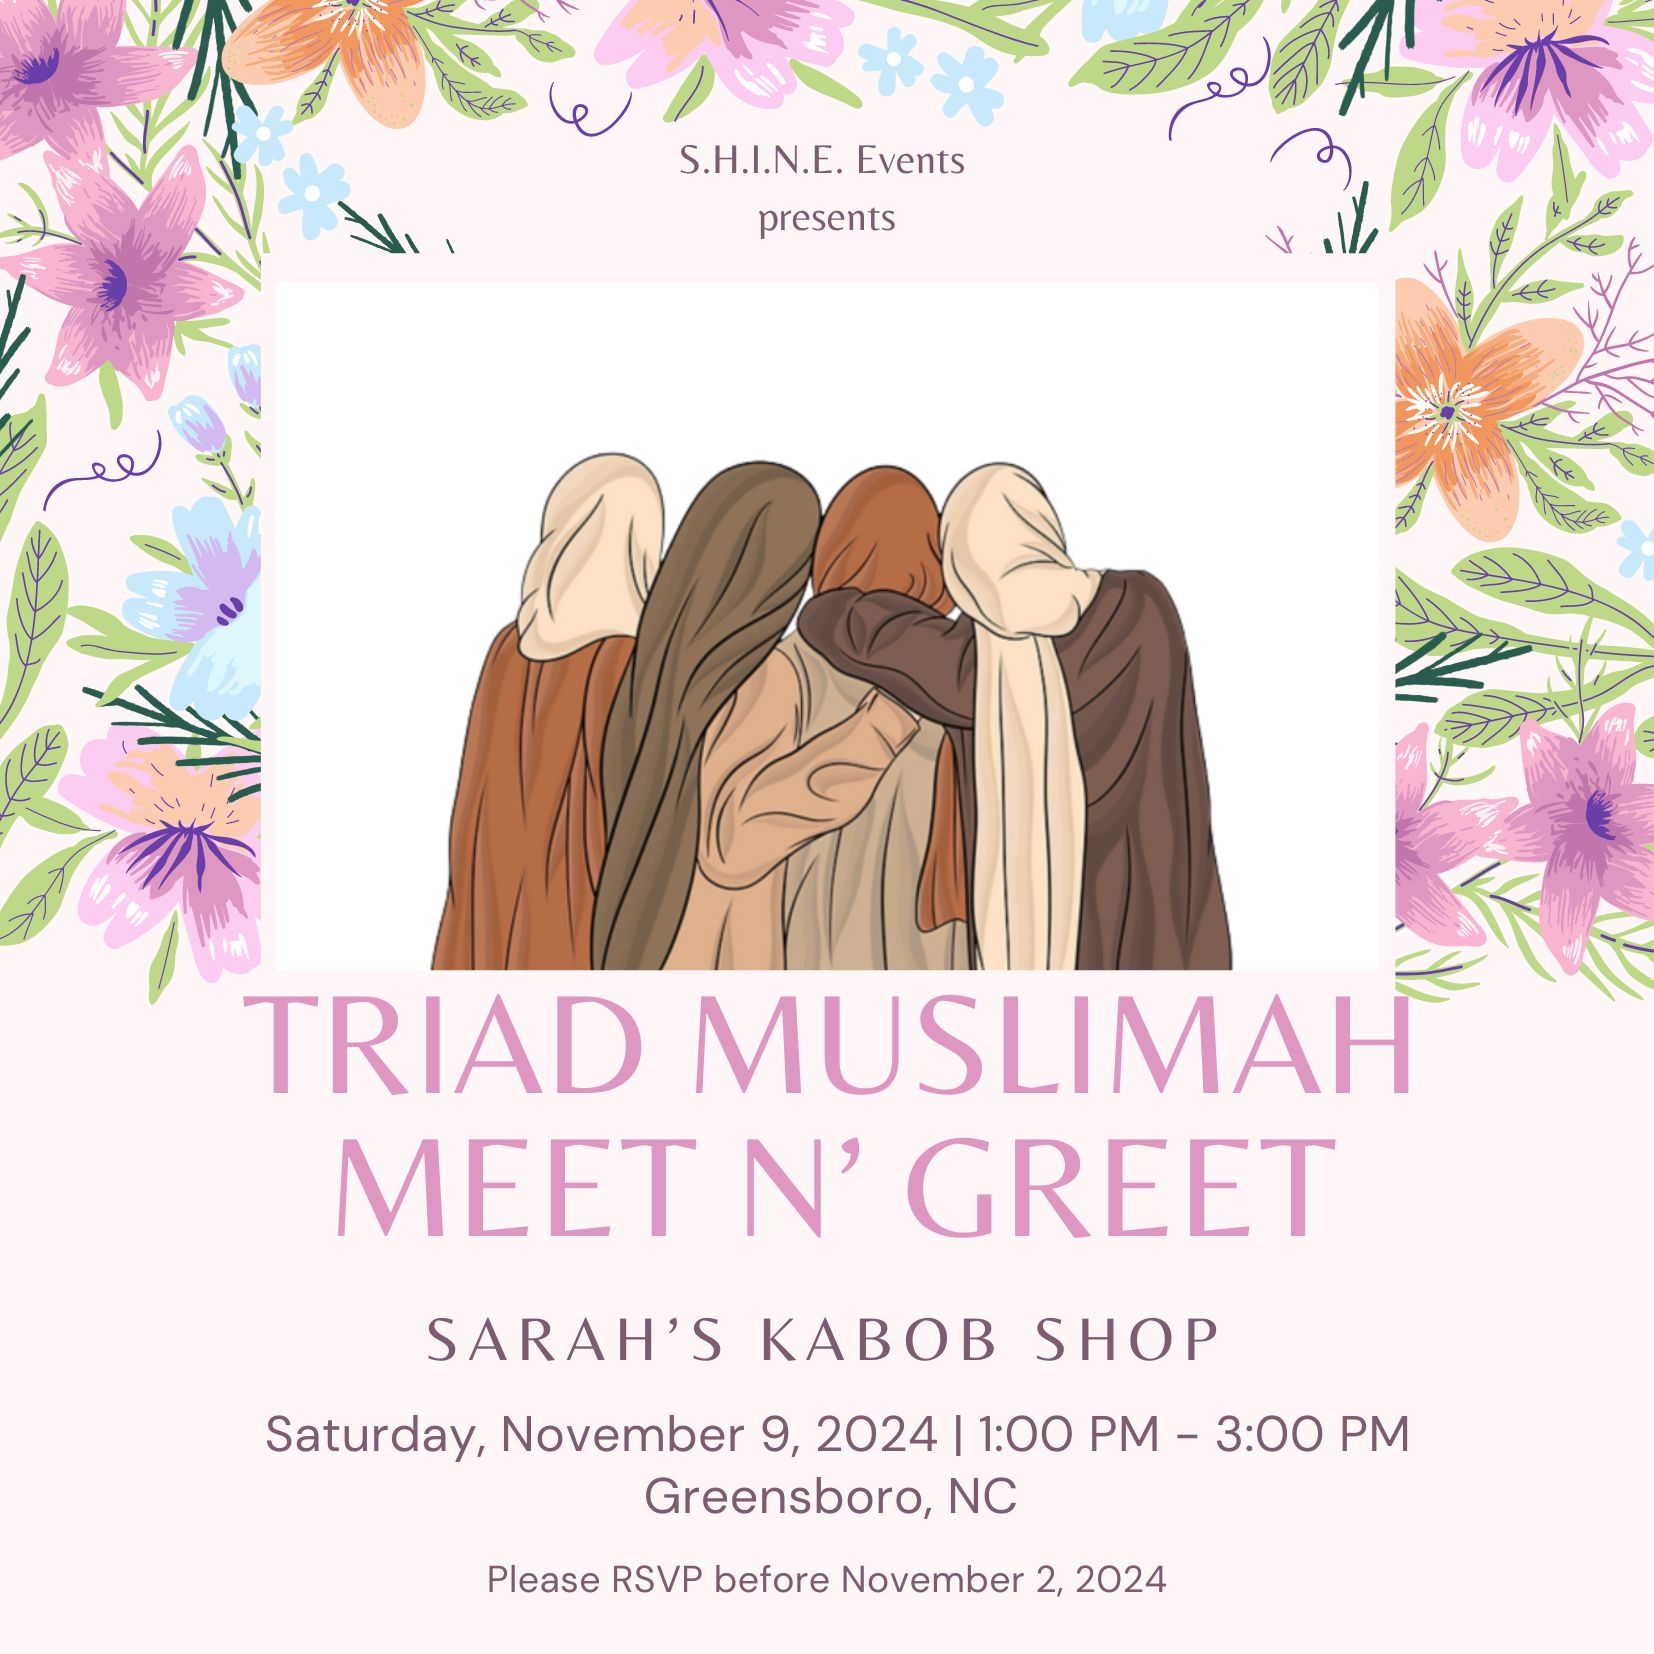 S.H.I.N.E. Events
presents
TRIAD MUSLIMAH
MEET N’ GREET
SARAH’S KABOB SHOP
Saturday, November 9, 2024 | 1:00 PM - 3:00 PM
Greensboro, NC
Please RSVP before November 2, 2024